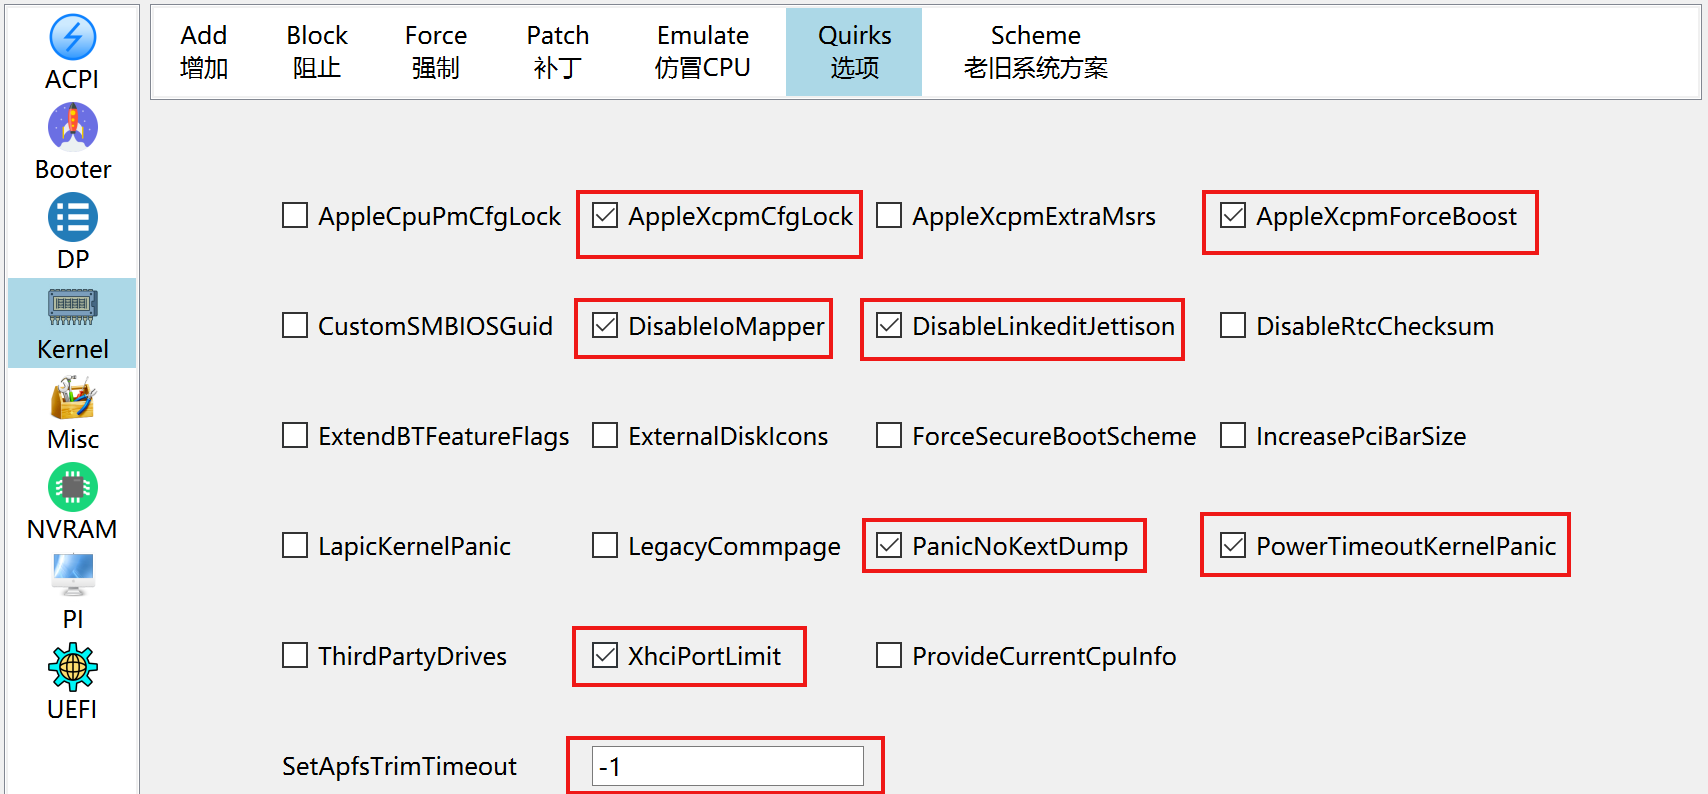 ACPI
Booter
DP
Kernel
Misc
NVRAM
PI
UEFI
Add
增加
Block
阻止
Force
强制
Patch
补丁
Emulate
仿冒CPU
Quirks
选项
Scheme
老旧系统方案
AppleCpuPmCfgLock
AppleXcpmCfgLock
AppleXcpmExtraMsrs
AppleXcpmForceBoost
CustomSMBIOSGuid
DisableIoMapper
DisableLinkeditJettison
DisableRtcChecksum
ExtendBTFeatureFlags
ExternalDiskIcons
ForceSecureBootScheme
IncreasePciBarSize
LapicKernelPanic
LegacyCommpage
PanicNoKextDump
PowerTimeoutKernelPanic
ThirdPartyDrives
XhciPortLimit
ProvideCurrentCpuInfo
SetApfsTrimTimeout
-1